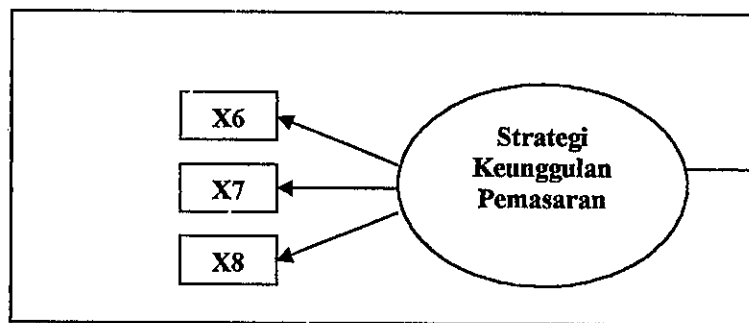 X6
X7
X8
Strategi
Keunggulan
Pemasaran